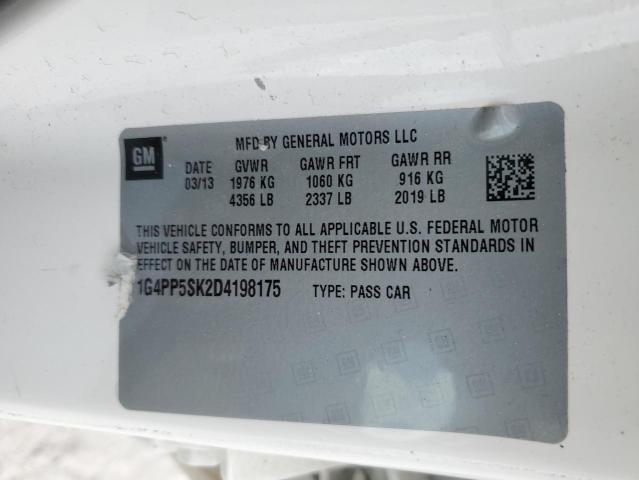 MFD BY GENERAL MOTORS LLC
GM
DATE GVWR GAWR FRT GAWR RR
03/13 1976 KG 1060 KG 916 KG
4356 LB 2337 LB 2019 LB
THIS VEHICLE CONFORMS TO ALL APPLICABLE U.S. FEDERAL MOTOR
VEHICLE SAFETY, BUMPER, AND THEFT PREVENTION STANDARDS IN
EFFECT ON THE DATE OF MANUFACTURE SHOWN ABOVE.
1G4PP5SK2D4198175 TYPE: PASS CAR